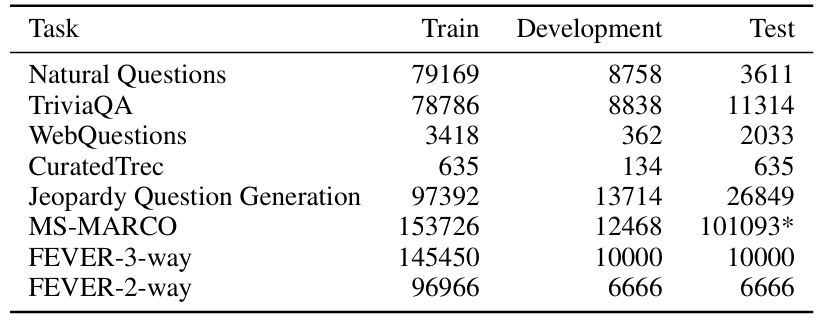 Task Train Development Test
Natural Questions 79169 8758 3611
TriviaQA 78786 8838 11314
WebQuestions 3418 362 2033
CuratedTrec 635 134 635
Jeopardy Question Generation 97392 13714 26849
MS-MARCO 153726 12468 101093*
FEVER-3-way 145450 10000 10000
FEVER-2-way 96966 6666 6666